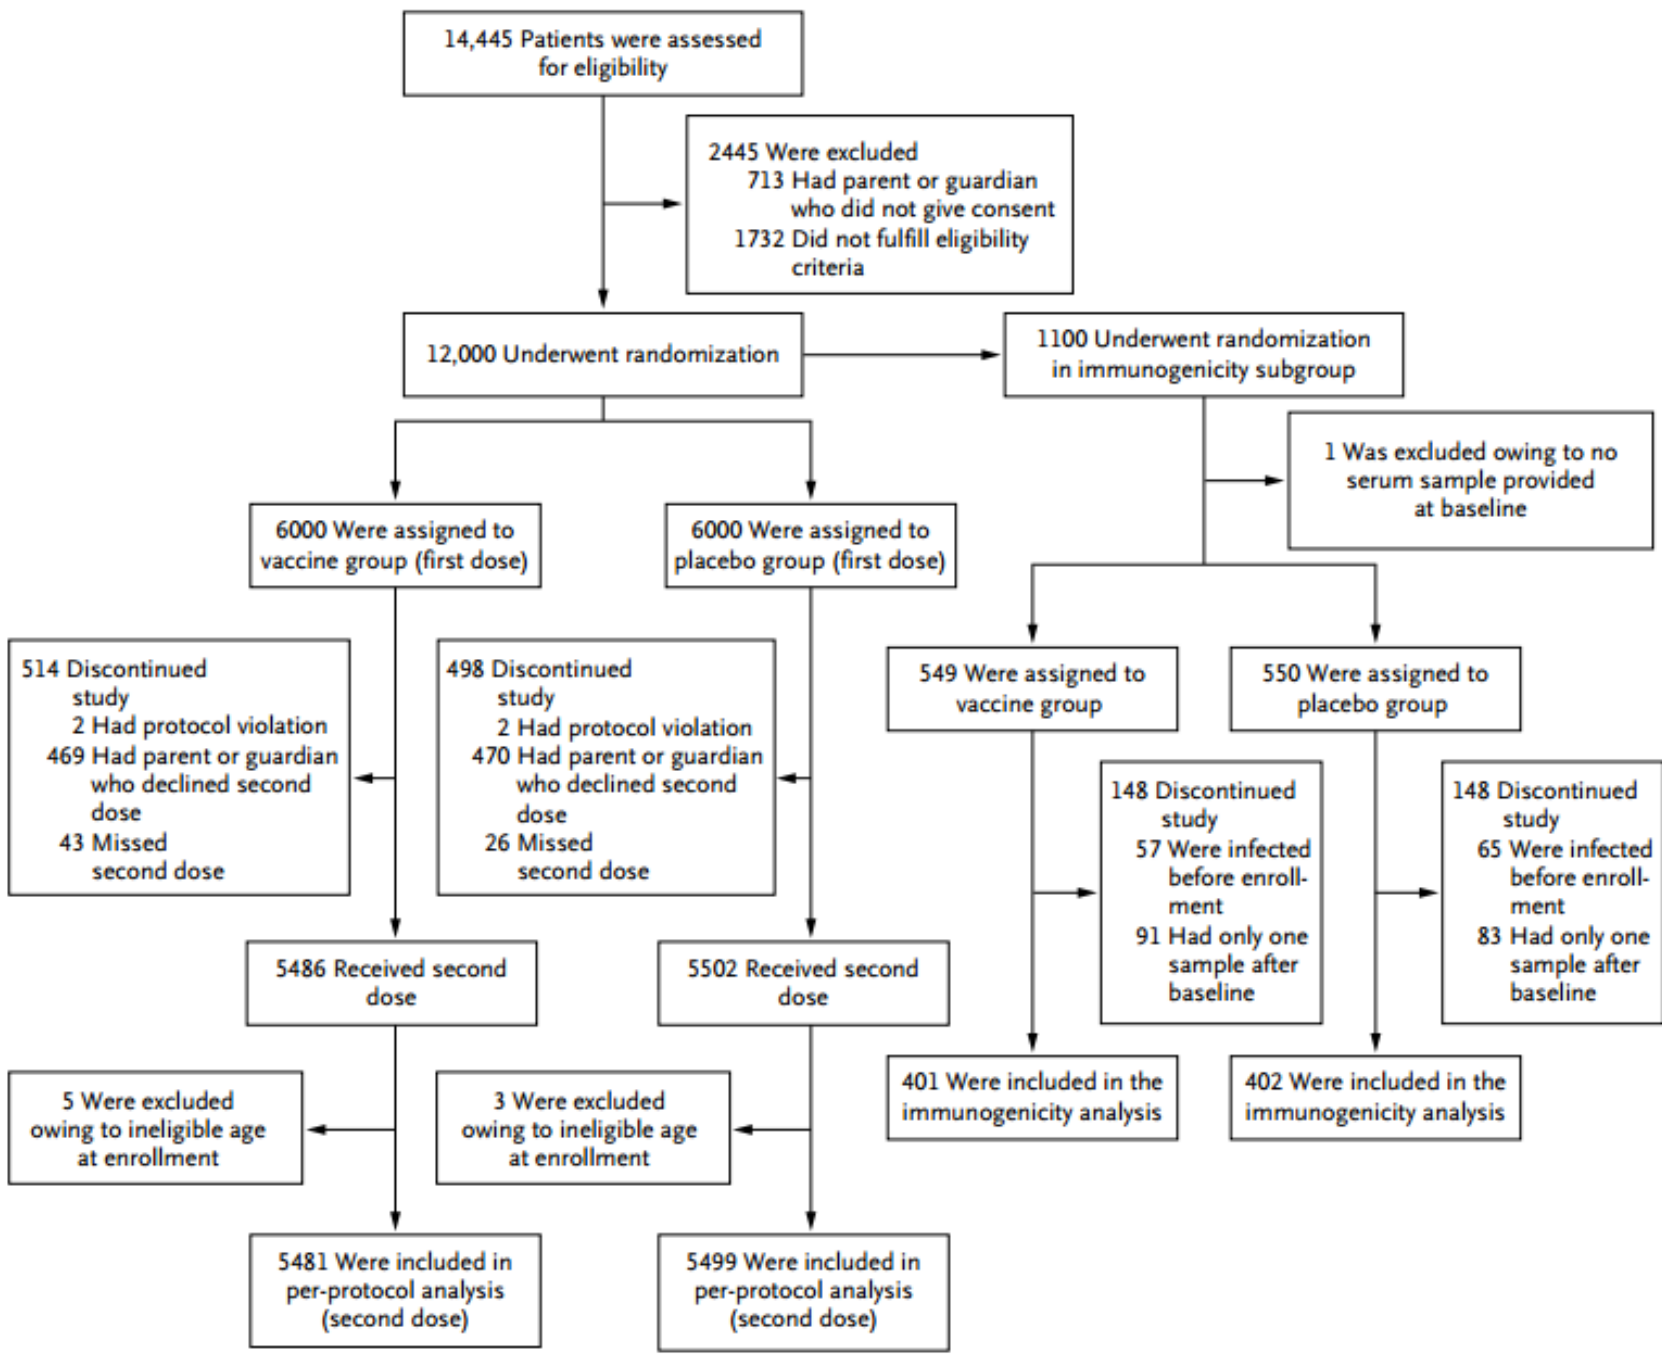 14,445 Patients were assessed
for eligibility
2445 Were excluded
713 Had parent or guardian
who did not give consent
1732 Did not fulfill eligibility
criteria
12,000 Underwent randomization
1100 Underwent randomization
in immunogenicity subgroup
1 Was excluded owing to no
serum sample provided
at baseline
6000 Were assigned to
vaccine group (first dose)
6000 Were assigned to
placebo group (first dose)
514 Discontinued
study
2 Had protocol violation
469 Had parent or guardian
who declined second
dose
43 Missed
second dose
498 Discontinued
study
2 Had protocol violation
470 Had parent or guardian
who declined second
dose
26 Missed
second dose
549 Were assigned to
vaccine group
550 Were assigned to
placebo group
148 Discontinued
study
57 Were infected
before enroll-
ment
91 Had only one
sample after
baseline
148 Discontinued
study
65 Were infected
before enroll-
ment
83 Had only one
sample after
baseline
5486 Received second
dose
5502 Received second
dose
401 Were included in the
immunogenicity analysis
402 Were included in the
immunogenicity analysis
5 Were excluded
owing to ineligible age
at enrollment
3 Were excluded
owing to ineligible age
at enrollment
5481 Were included in
per-protocol analysis
(second dose)
5499 Were included in
per-protocol analysis
(second dose)